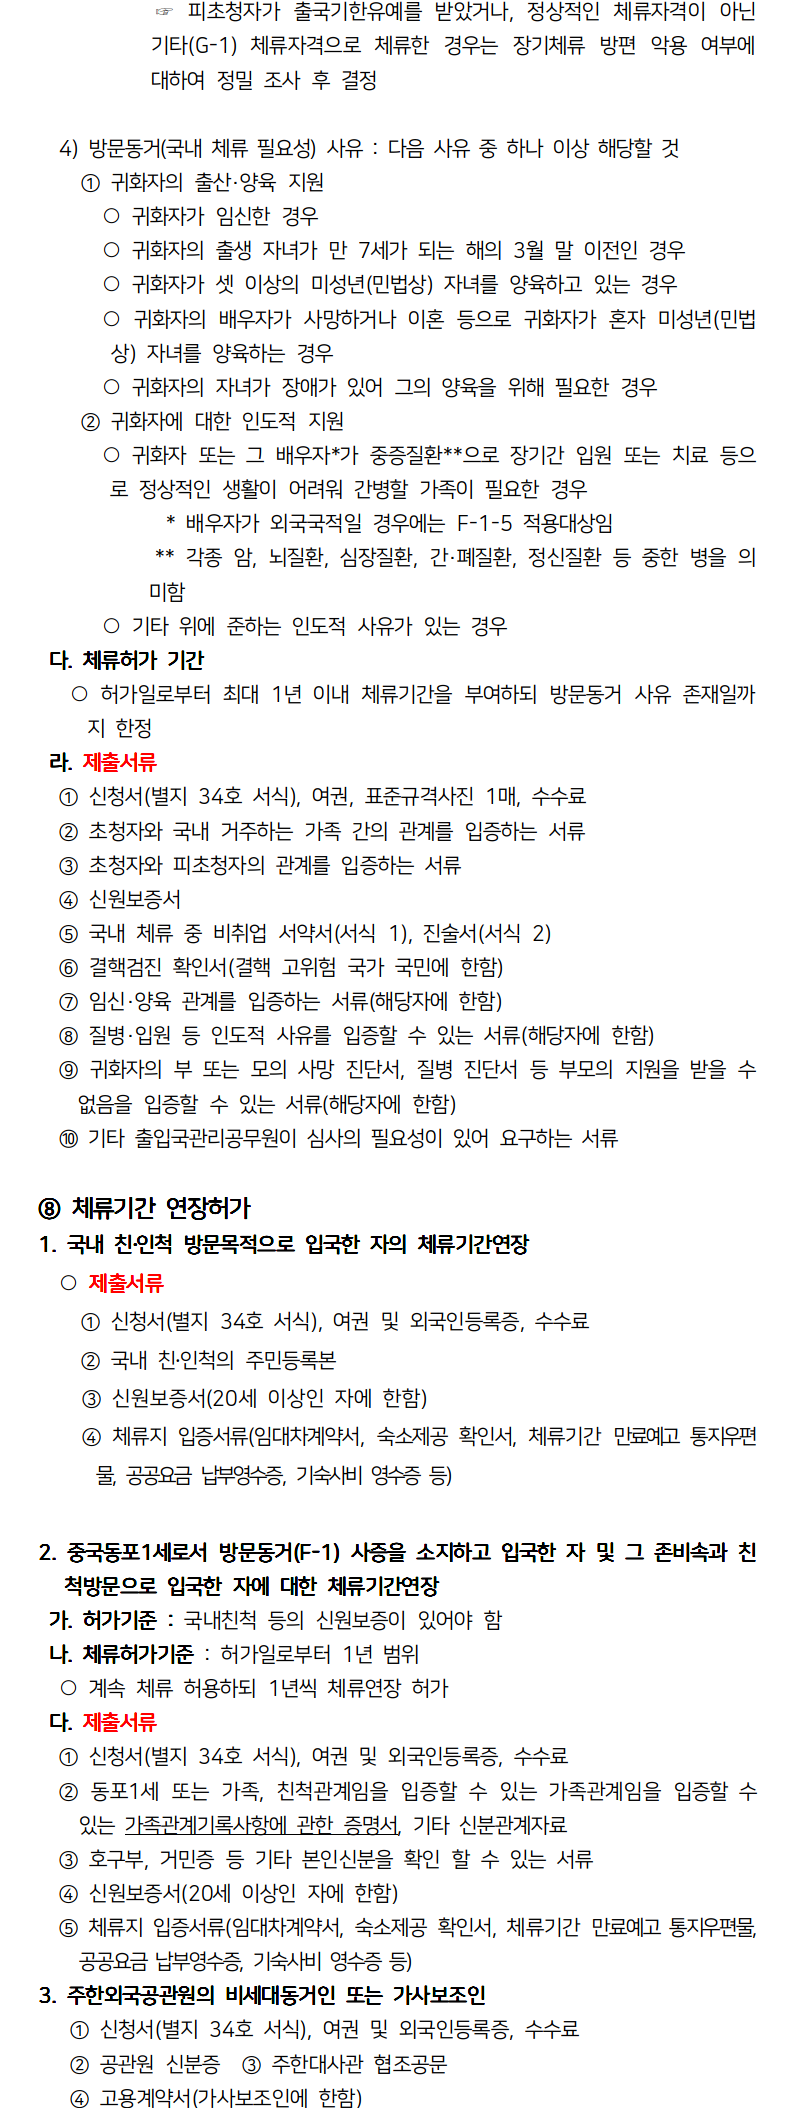 ☞ 피초청자가 출국기한유예를 받았거나, 정상적인 체류자격이 아닌
기타(G-1) 체류자격으로 체류한 경우는 장기체류 방편 악용 여부에
대하여 정밀 조사 후 결정
4) 방문동거(국내 체류 필요성) 사유 : 다음 사유 중 하나 이상 해당할 것
① 귀화자의 출산·양육 지원
○ 귀화자가 임신한 경우
○ 귀화자의 출생 자녀가 만 7세가 되는 해의 3월 말 이전인 경우
○ 귀화자가 셋 이상의 미성년(민법상) 자녀를 양육하고 있는 경우
○ 귀화자의 배우자가 사망하거나 이혼 등으로 귀화자가 혼자 미성년(민법
상) 자녀를 양육하는 경우
○ 귀화자의 자녀가 장애가 있어 그의 양육을 위해 필요한 경우
② 귀화자에 대한 인도적 지원
○ 귀화자 또는 그 배우자*가 중증질환**으로 장기간 입원 또는 치료 등으
로 정상적인 생활이 어려워 간병할 가족이 필요한 경우
* 배우자가 외국국적일 경우에는 F-1-5 적용대상임
** 각종 암, 뇌질환, 심장질환, 간·폐질환, 정신질환 등 중한 병을 의
미함
○ 기타 위에 준하는 인도적 사유가 있는 경우
다. 체류허가 기간
○ 허가일로부터 최대 1년 이내 체류기간을 부여하되 방문동거 사유 존재일까
지 한정
라. 제출서류
① 신청서(별지 34호 서식), 여권, 표준규격사진 1매, 수수료
② 초청자와 국내 거주하는 가족 간의 관계를 입증하는 서류
③ 초청자와 피초청자의 관계를 입증하는 서류
④ 신원보증서
⑤ 국내 체류 중 비취업 서약서(서식 1), 진술서(서식 2)
⑥ 결핵검진 확인서(결핵 고위험 국가 국민에 한함)
⑦ 임신·양육 관계를 입증하는 서류(해당자에 한함)
⑧ 질병·입원 등 인도적 사유를 입증할 수 있는 서류(해당자에 한함)
⑨ 귀화자의 부 또는 모의 사망 진단서, 질병 진단서 등 부모의 지원을 받을 수
없음을 입증할 수 있는 서류(해당자에 한함)
⑩ 기타 출입국관리공무원이 심사의 필요성이 있어 요구하는 서류
⑧ 체류기간 연장허가
1. 국내 친·인척 방문목적으로 입국한 자의 체류기간연장
○ 제출서류
① 신청서(별지 34호 서식), 여권 및 외국인등록증, 수수료
② 국내 친·인척의 주민등록본
③ 신원보증서(20세 이상인 자에 한함)
④ 체류지 입증서류(임대차계약서, 숙소제공 확인서, 체류기간 만료예고 통지우편
물, 공공요금 납부영수증, 기숙사비 영수증 등)
2. 중국동포1세로서 방문동거(F-1) 사증을 소지하고 입국한 자 및 그 존비속과 친
척방문으로 입국한 자에 대한 체류기간연장
가. 허가기준 : 국내친척 등의 신원보증이 있어야 함
나. 체류허가기준 : 허가일로부터 1년 범위
○ 계속 체류 허용하되 1년씩 체류연장 허가
다. 제출서류
① 신청서(별지 34호 서식), 여권 및 외국인등록증, 수수료
② 동포1세 또는 가족, 친척관계임을 입증할 수 있는 가족관계임을 입증할 수
있는 가족관계기록사항에 관한 증명서, 기타 신분관계자료
③ 호구부, 거민증 등 기타 본인신분을 확인 할 수 있는 서류
④ 신원보증서(20세 이상인 자에 한함)
⑤ 체류지 입증서류(임대차계약서, 숙소제공 확인서, 체류기간 만료예고 통지우편물,
공공요금 납부영수증, 기숙사비 영수증 등)
3. 주한외국공관원의 비세대동거인 또는 가사보조인
① 신청서(별지 34호 서식), 여권 및 외국인등록증, 수수료
② 공관원 신분증 ③ 주한대사관 협조공문
④ 고용계약서(가사보조인에 한함)